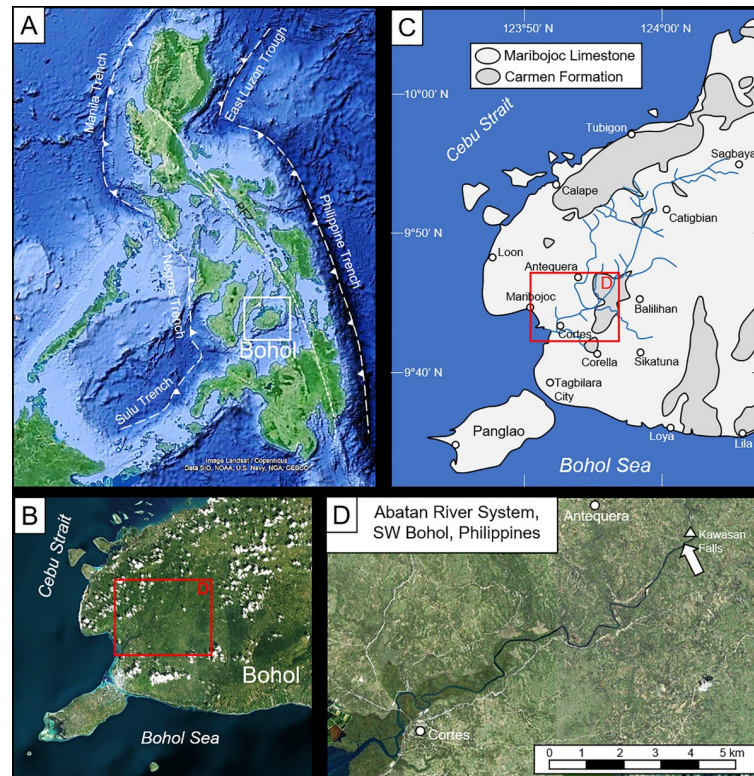 A
Manila Trench
East Luzon Trough
PFZ
Philippine Trench
Negros Trench
Bohol
Sulu Trench
Image Landsat / Copernicus
Data SIO, NOAA, U.S. Navy, NGA, GEBCO
C
123°50' N
124°00' N
Maribojoc Limestone
Carmen Formation
10°00' N
Cebu Strait
Tubigon
Sagbaya
Calape
Catigbian
9°50' N
Loon
Antequera
D
Maribojoc
Balilihan
Cortes
Corella
Sikatuna
9°40' N
Tagbilara
City
Panglao
Loya
Lila
Bohol Sea
B
Cebu Strait
D
Bohol
Bohol Sea
D
Abatan River System,
SW Bohol, Philippines
Antequera
Kawasan
Falls
Cortes
0 1 2 3 4 5 km